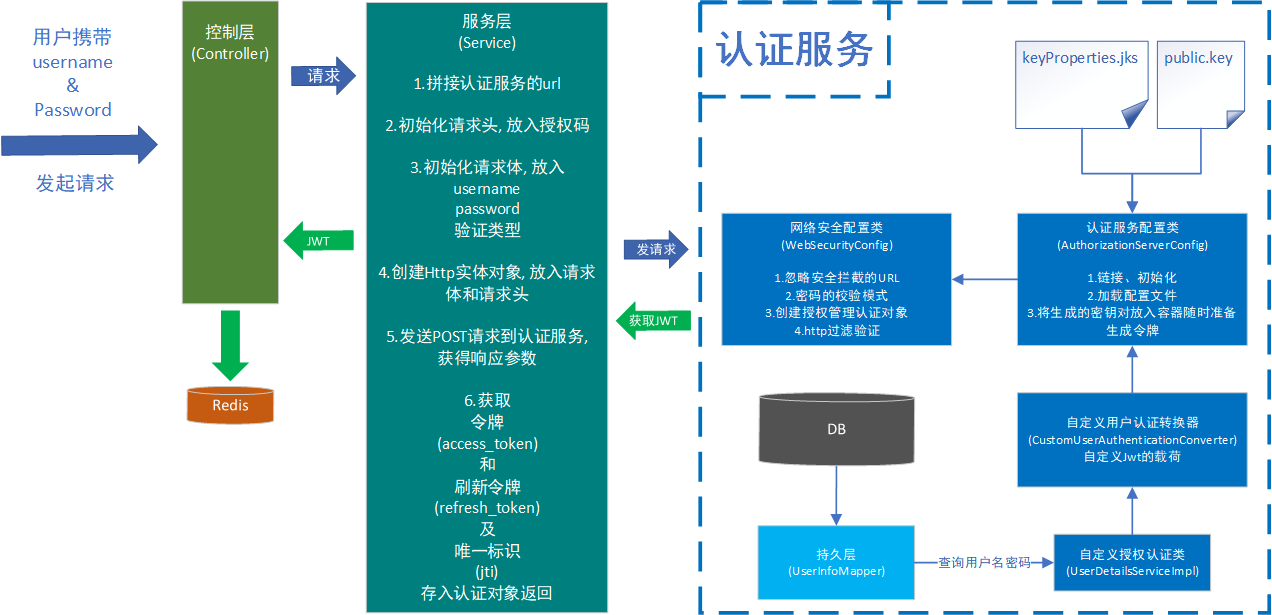 用户携带
username
&
Password
发起请求
控制层
(Controller)
请求
JWT
Redis
服务层
(Service)
1.拼接认证服务的url
2.初始化请求头, 放入授权码
3.初始化请求体, 放入
username
password
验证类型
4.创建Http实体对象, 放入请求
体和请求头
5.发送POST请求到认证服务,
获得响应参数
6.获取
令牌
(access_token)
和
刷新令牌
(refresh_token)
及
唯一标识
(jti)
存入认证对象返回
发请求
获取JWT
认证服务
keyProperties.jks
public.key
网络安全配置类
(WebSecurityConfig)
1.忽略安全拦截的URL
2.密码的校验模式
3.创建授权管理认证对象
4.http过滤验证
认证服务配置类
(AuthorizationServerConfig)
1.链接、初始化
2.加载配置文件
3.将生成的密钥对放入容器随时准备
生成令牌
DB
自定义用户认证转换器
(CustomUserAuthenticationConverter)
自定义Jwt的载荷
持久层
(UserInfoMapper)
查询用户名密码
自定义授权认证类
(UserDetailsServiceImpl)